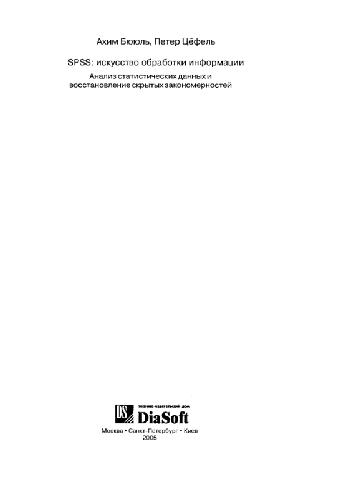 Ахим Бююль, Петер Цёфель
SPSS: искусство обработки информации
Анализ статистических данных и
восстановление скрытых закономерностей
DS
ТОРГОВО-ИЗДАТЕЛЬСКИЙ ДОМ
DiaSoft
Москва • Санкт-Петербург • Киев
2005